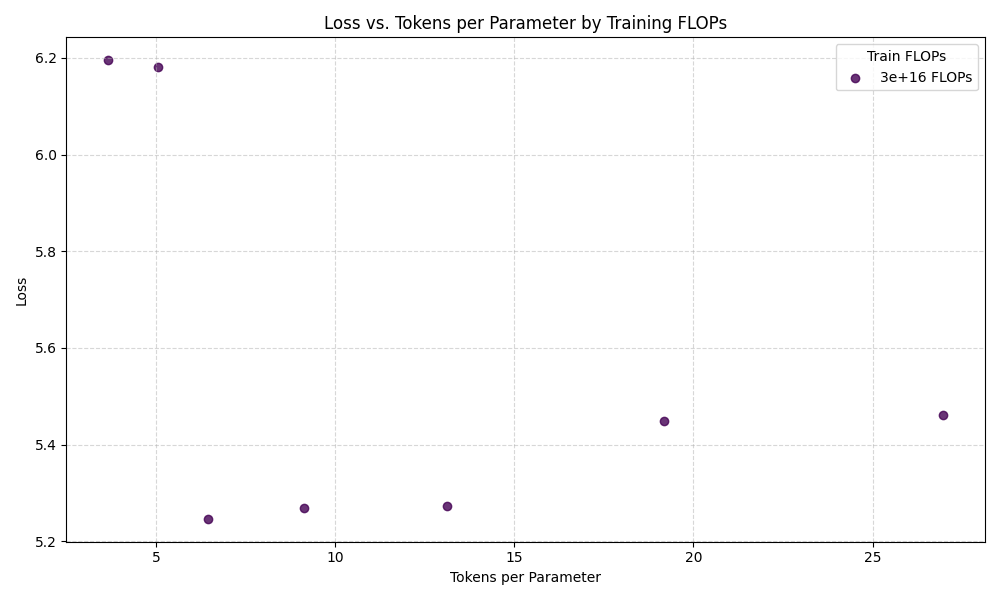 Loss vs. Tokens per Parameter by Training FLOPs
Train FLOPs
3e+16 FLOPs
6.2
6.0
5.8
5.6
5.4
5.2
Loss
5 10 15 20 25
Tokens per Parameter